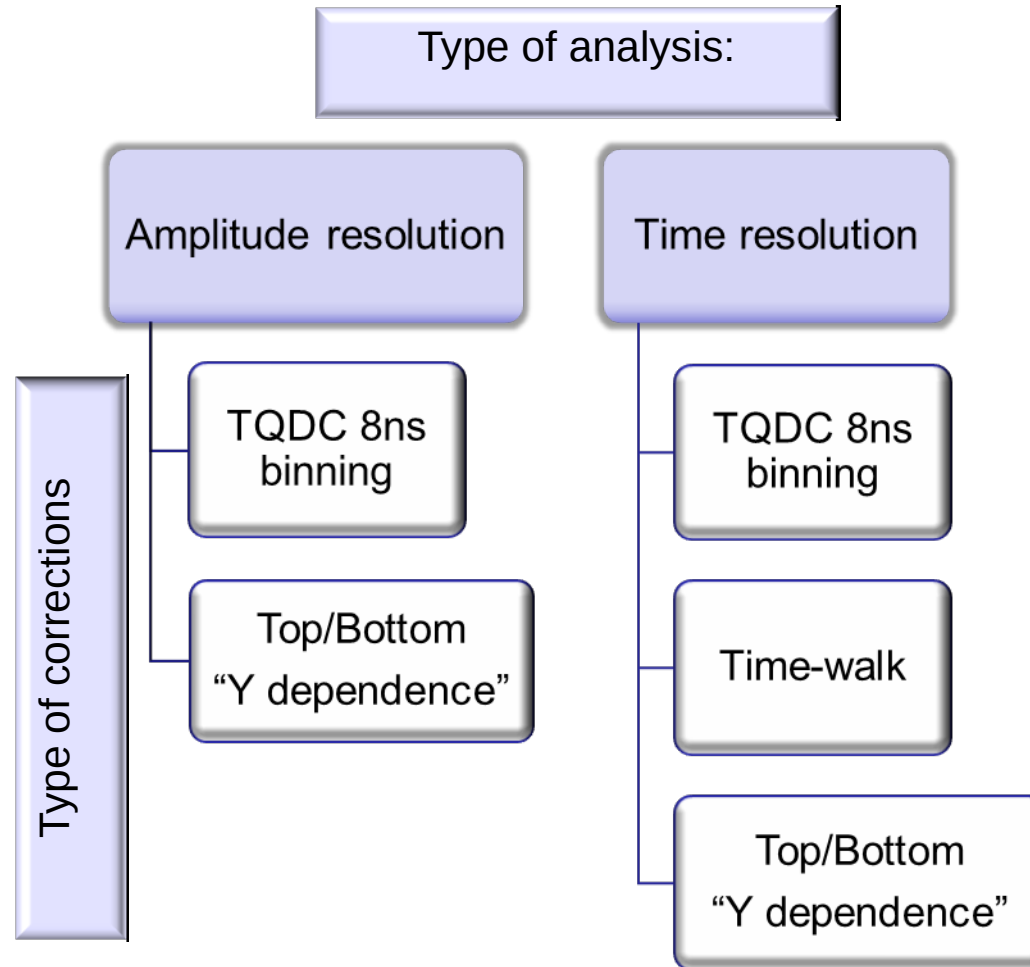 Type of analysis:
Amplitude resolution
Time resolution
Type of corrections
TQDC 8ns
binning
Top/Bottom
“Y dependence”
TQDC 8ns
binning
Time-walk
Top/Bottom
“Y dependence”